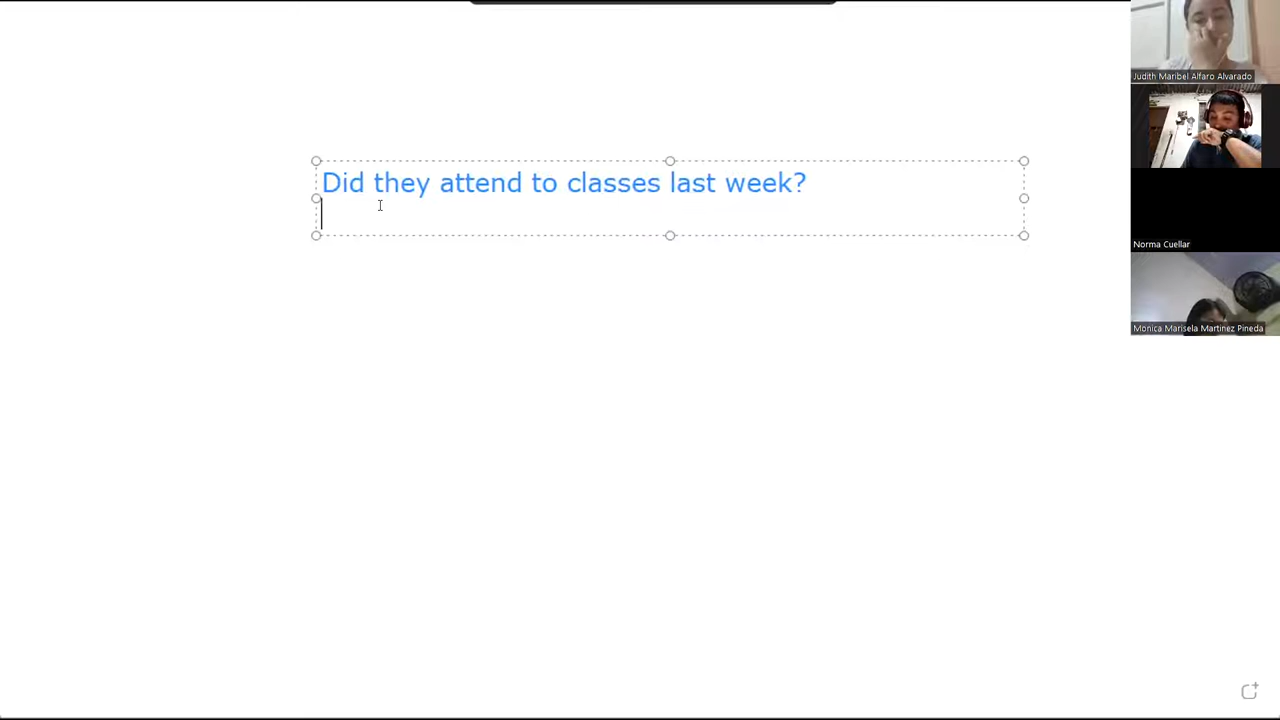 Judith Maribel Alfaro Alvarado
Did they attend to classes last week?
Norma Cuellar
Monica Marisela Martinez Pineda